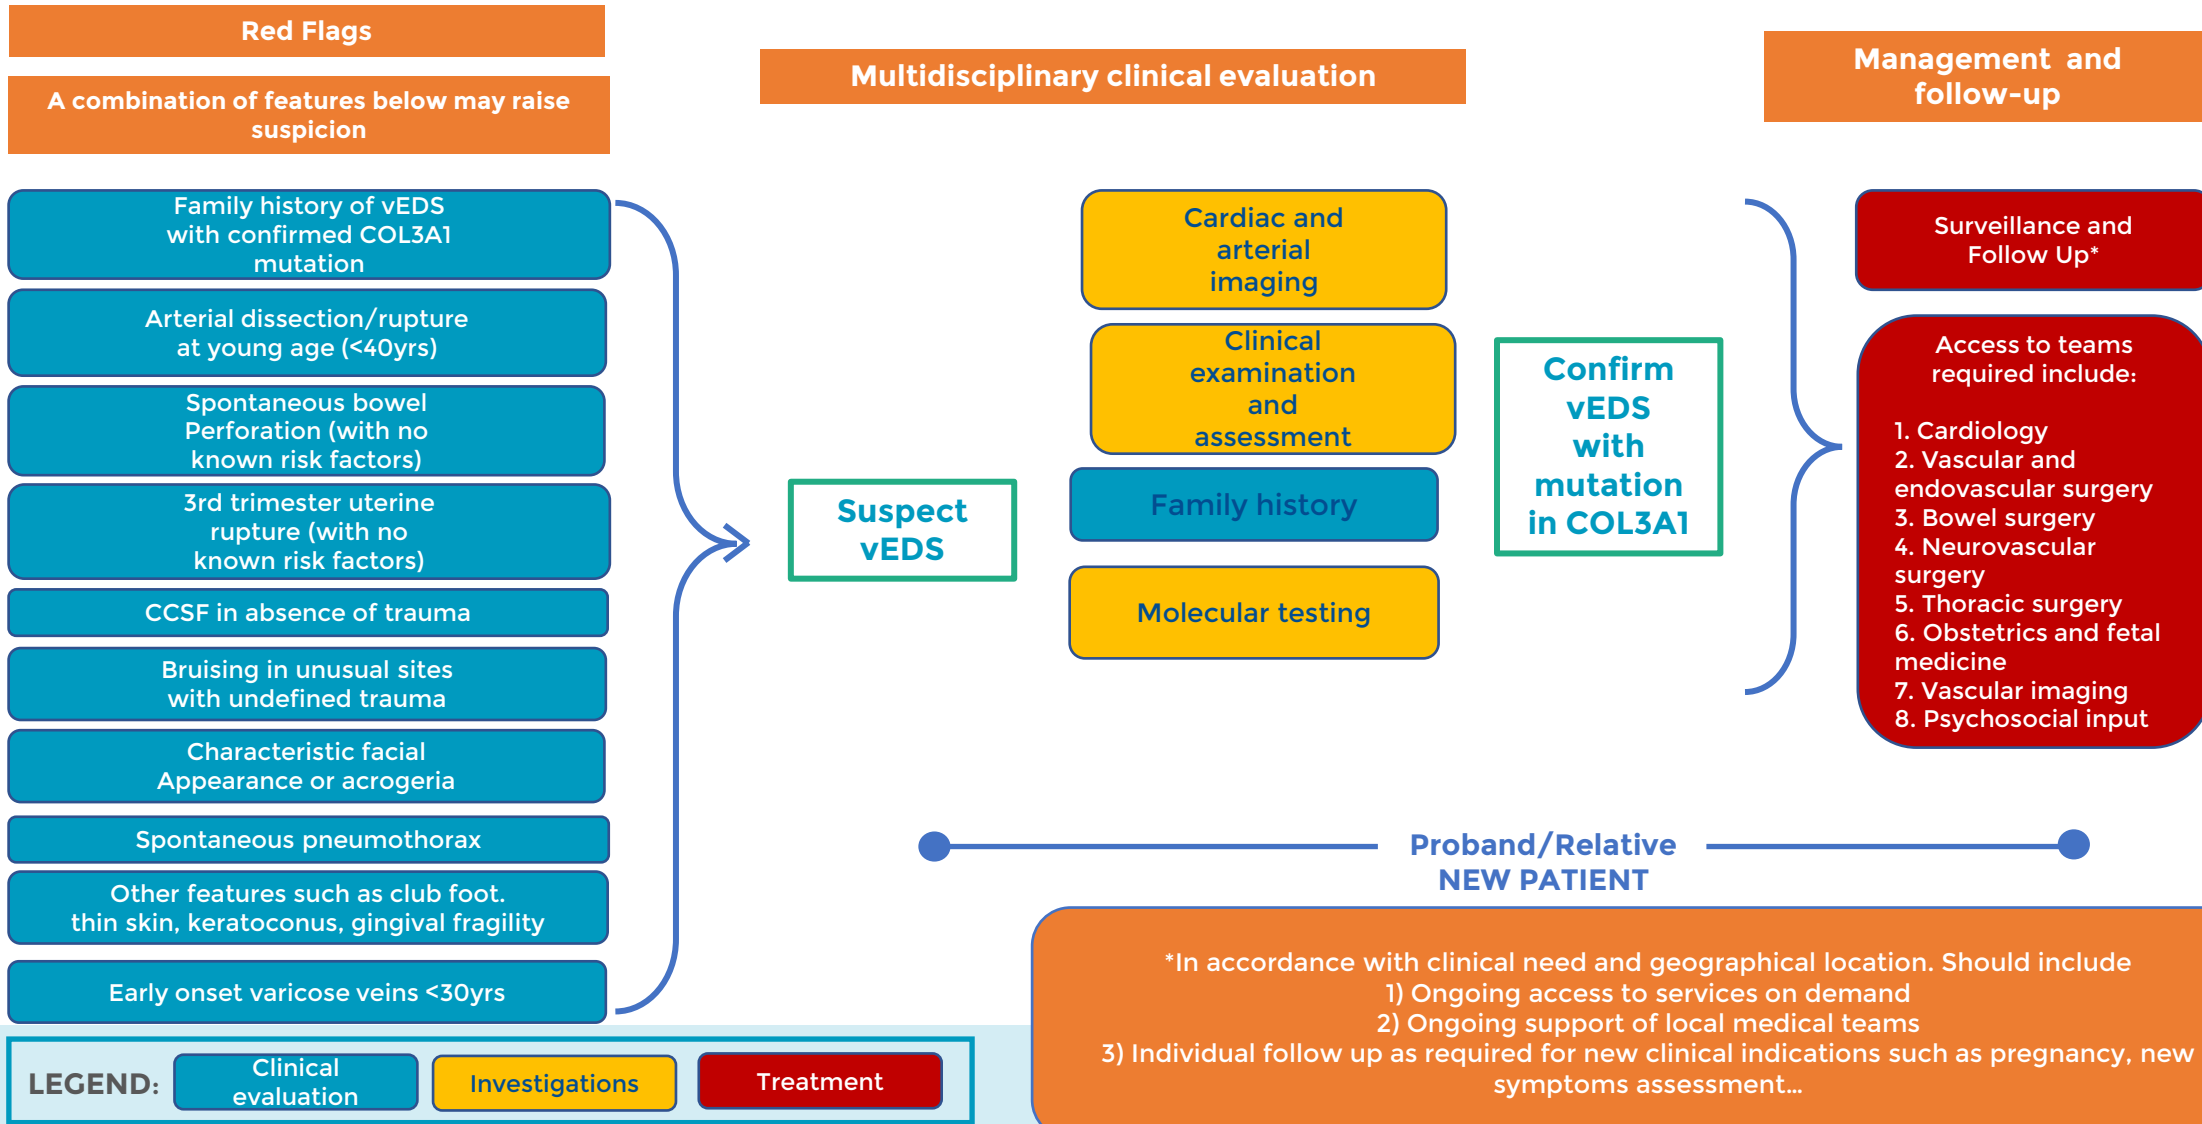 Red Flags
A combination of features below may raise
suspicion
Family history of vEDS
with confirmed COL3A1
mutation
Arterial dissection/rupture
at young age (<40yrs)
Spontaneous bowel
Perforation (with no
known risk factors)
3rd trimester uterine
rupture (with no
known risk factors)
CCSF in absence of trauma
Bruising in unusual sites
with undefined trauma
Characteristic facial
Appearance or acrogeria
Spontaneous pneumothorax
Other features such as club foot.
thin skin, keratoconus, gingival fragility
Early onset varicose veins <30yrs
Multidisciplinary clinical evaluation
Suspect
vEDS
Cardiac and
arterial
imaging
Clinical
examination
and
assessment
Family history
Molecular testing
Confirm
vEDS
with
mutation
in COL3A1
Management and
follow-up
Surveillance and
Follow Up*
Access to teams
required include:
1. Cardiology
2. Vascular and
endovascular surgery
3. Bowel surgery
4. Neurovascular
surgery
5. Thoracic surgery
6. Obstetrics and fetal
medicine
7. Vascular imaging
8. Psychosocial input
Proband/Relative
NEW PATIENT
*In accordance with clinical need and geographical location. Should include
1) Ongoing access to services on demand
2) Ongoing support of local medical teams
3) Individual follow up as required for new clinical indications such as pregnancy, new
symptoms assessment...
LEGEND:
Clinical
evaluation
Investigations
Treatment